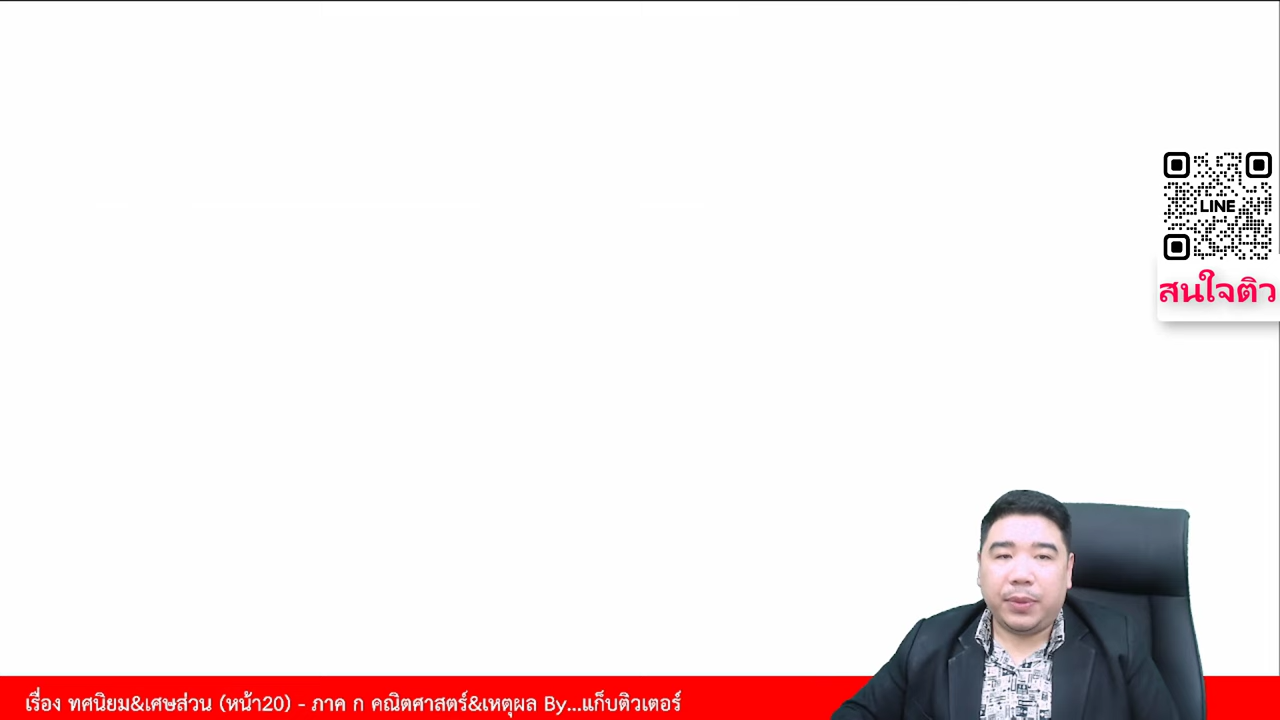 LINE
สนใจติว
เรื่อง ทศนิยม&เศษส่วน (หน้า20) - ภาค ก คณิตศาสตร์&เหตุผล By...แก็บติวเตอร์